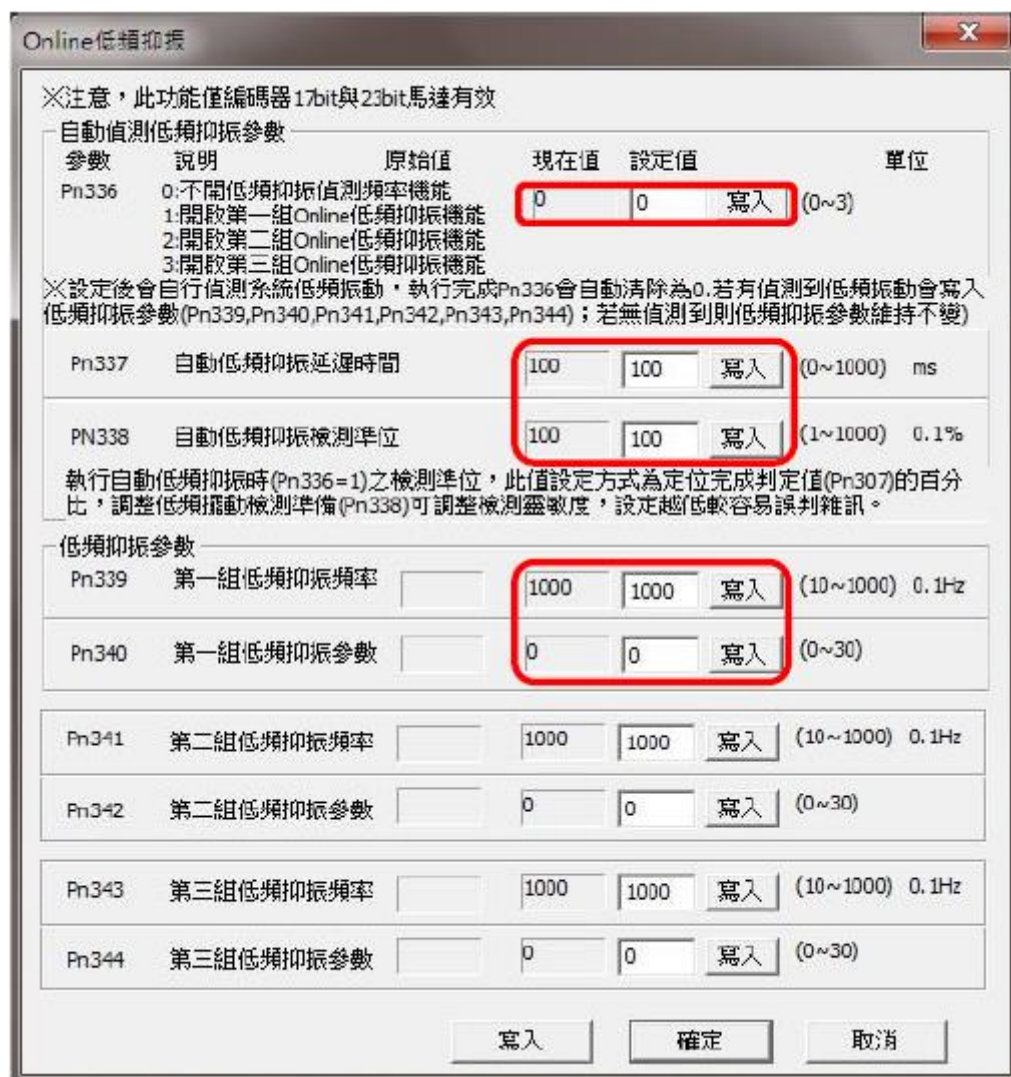 Online低頻抑振
※注意，此功能僅編碼器17bit與23bit馬達有效
自動偵測低頻抑振參數
參數 說明 原始值 現在值 設定值 單位
Pn336 0:不開低頻抑振偵測頻率機能 0 0 寫入 (0~3)
1:開啟第一組Online低頻抑振機能
2:開啟第二組Online低頻抑振機能
3:開啟第三組Online低頻抑振機能
※設定後會自行偵測系統低頻振動，執行完成Pn336會自動清除為0.若有偵測到低頻振動會寫入
低頻抑振參數(Pn339,Pn340,Pn341,Pn342,Pn343,Pn344)；若無偵測到則低頻抑振參數維持不變)
Pn337 自動低頻抑振延遲時間 100 100 寫入 (0~1000) ms
PN338 自動低頻抑振檢測準位 100 100 寫入 (1~1000) 0.1%
執行自動低頻抑振時(Pn336=1)之檢測準位，此值設定方式為定位完成判定值(Pn307)的百分
比，調整低頻擺動檢測準備(Pn338)可調整檢測靈敏度，設定越低較容易誤判雜訊。
低頻抑振參數
Pn339 第一組低頻抑振頻率 1000 1000 寫入 (10~1000) 0.1Hz
Pn340 第一組低頻抑振參數 0 0 寫入 (0~30)
Pn341 第二組低頻抑振頻率 1000 1000 寫入 (10~1000) 0.1Hz
Pn342 第二組低頻抑振參數 0 0 寫入 (0~30)
Pn343 第三組低頻抑振頻率 1000 1000 寫入 (10~1000) 0.1Hz
Pn344 第三組低頻抑振參數 0 0 寫入 (0~30)
寫入 確定 取消